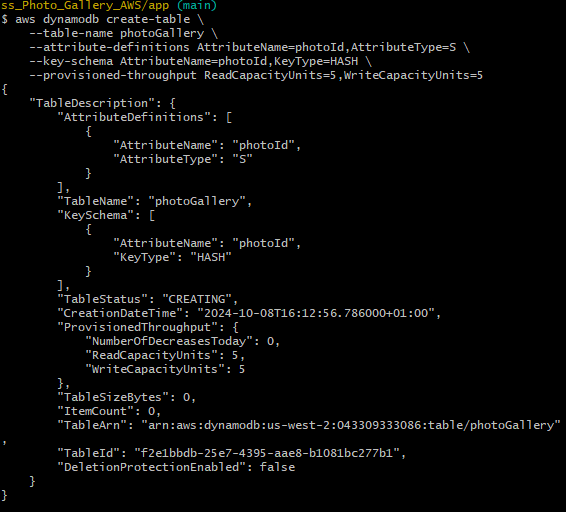 ss_Photo_Gallery_AWS/app (main)
$ aws dynamodb create-table \
    --table-name photoGallery \
    --attribute-definitions AttributeName=photoId,AttributeType=S \
    --key-schema AttributeName=photoId,KeyType=HASH \
    --provisioned-throughput ReadCapacityUnits=5,WriteCapacityUnits=5
{
    "TableDescription": {
        "AttributeDefinitions": [
            {
                "AttributeName": "photoId",
                "AttributeType": "S"
            }
        ],
        "TableName": "photoGallery",
        "KeySchema": [
            {
                "AttributeName": "photoId",
                "KeyType": "HASH"
            }
        ],
        "TableStatus": "CREATING",
        "CreationDateTime": "2024-10-08T16:12:56.786000+01:00",
        "ProvisionedThroughput": {
            "NumberOfDecreasesToday": 0,
            "ReadCapacityUnits": 5,
            "WriteCapacityUnits": 5
        },
        "TableSizeBytes": 0,
        "ItemCount": 0,
        "TableArn": "arn:aws:dynamodb:us-west-2:043309333086:table/photoGallery"
,
        "TableId": "f2e1bbdb-25e7-4395-aae8-b1081bc277b1",
        "DeletionProtectionEnabled": false
    }
}